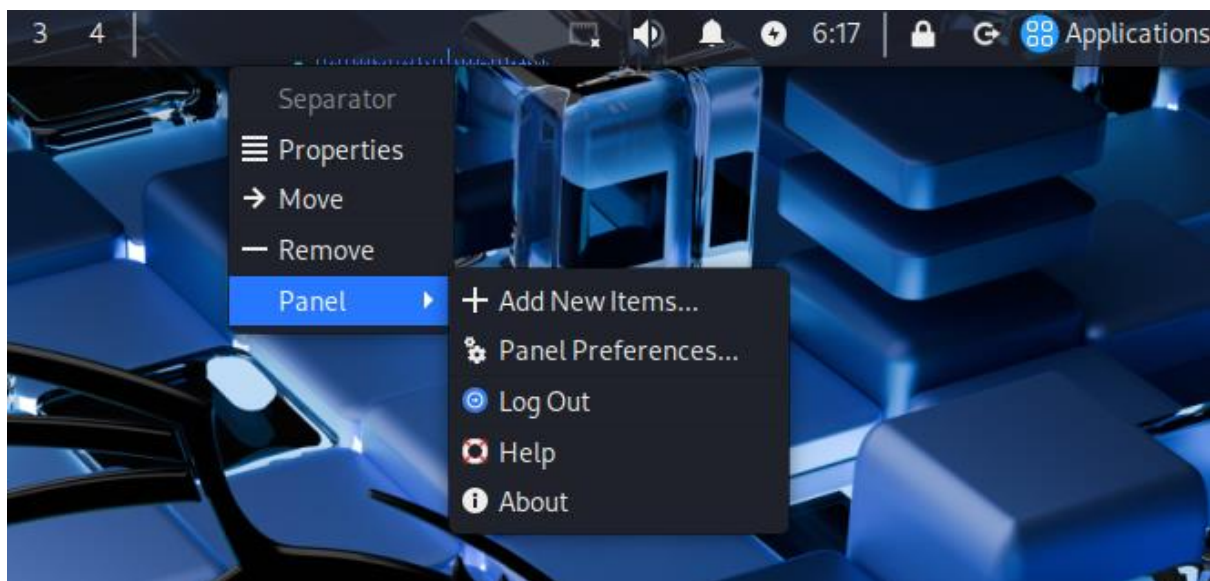 3 4 6:17 Applications
Separator
Properties
Move
Remove
Panel
Add New Items...
Panel Preferences...
Log Out
Help
About